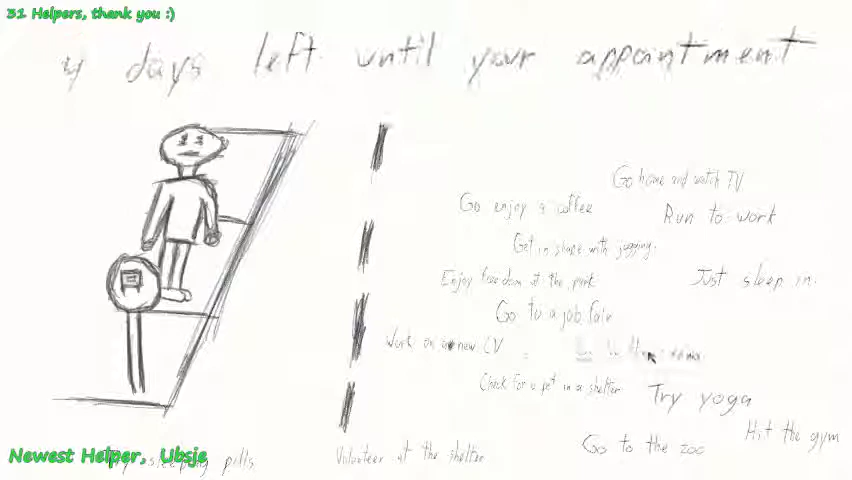 31 Helpers, thank you :)
4 days left until your appointment
Go home and watch TV
Go enjoy a coffee
Run to work
Get in shape with jogging.
Enjoy freedom at the park
Just sleep in.
Go to a job fair
Work on a new CV
Check for a pet in a shelter
Try yoga
Hit the gym
Go to the zoo
Newest Helper, Ubsje
sleeping pills
Volunteer at the shelter